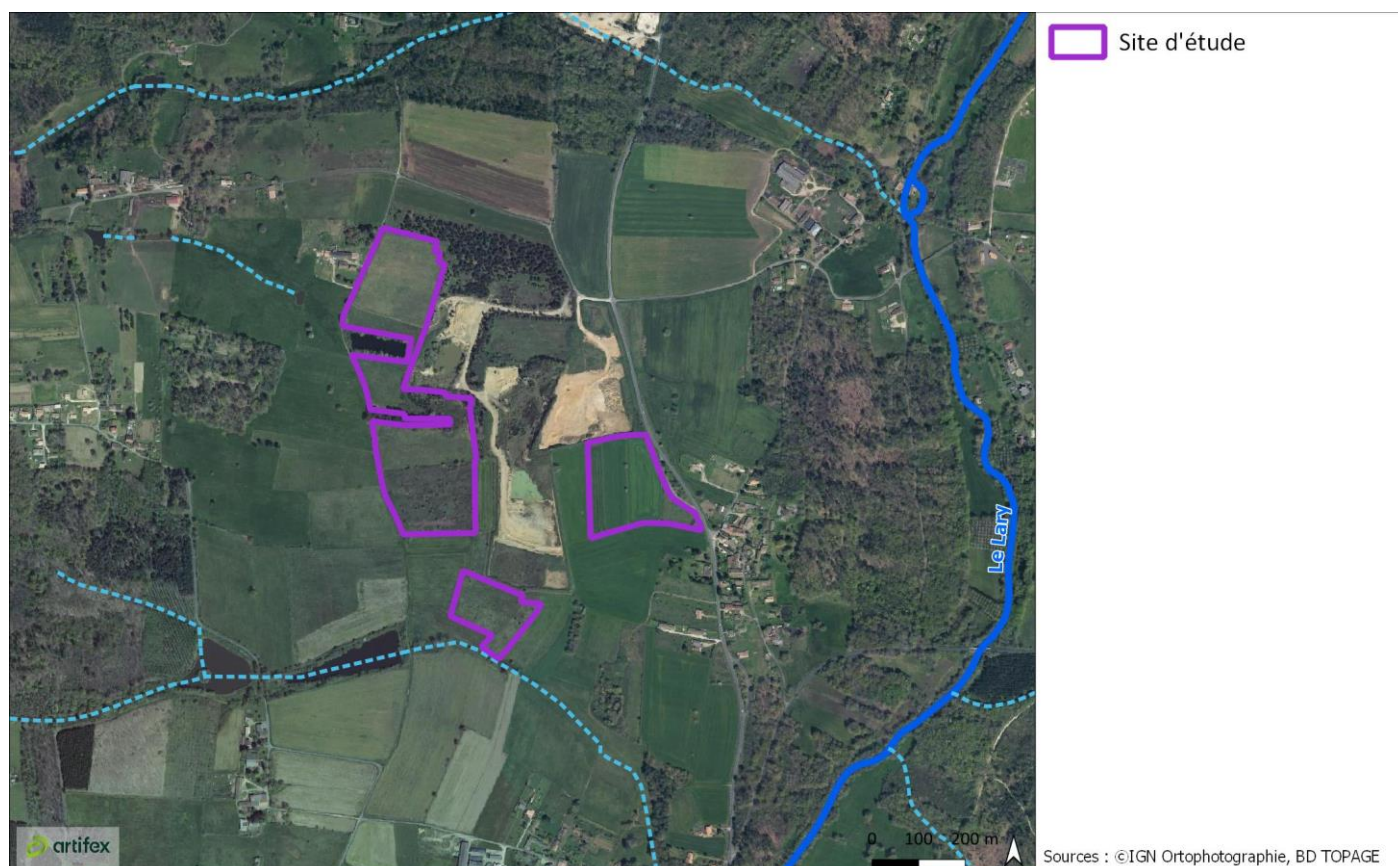 Site d'étude
Le Lary
artifex
0 100 200 m
Sources : ©IGN Ortophotographie, BD TOPAGE